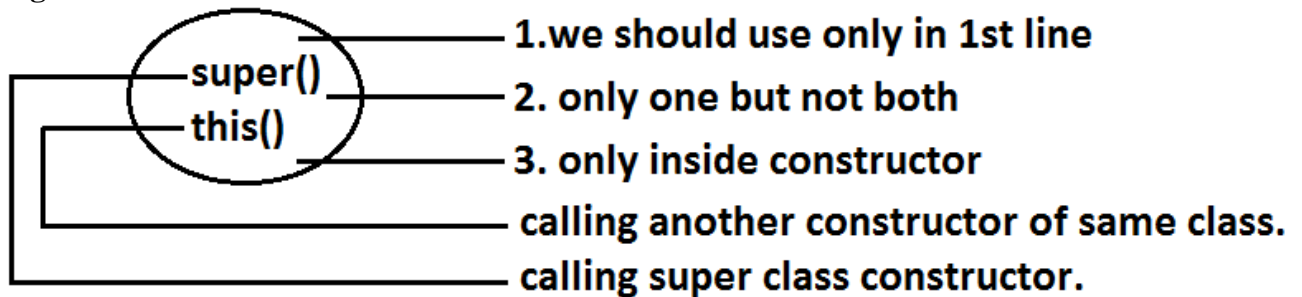 1.we should use only in 1st line
super()
2. only one but not both
this()
3. only inside constructor
calling another constructor of same class.
calling super class constructor.